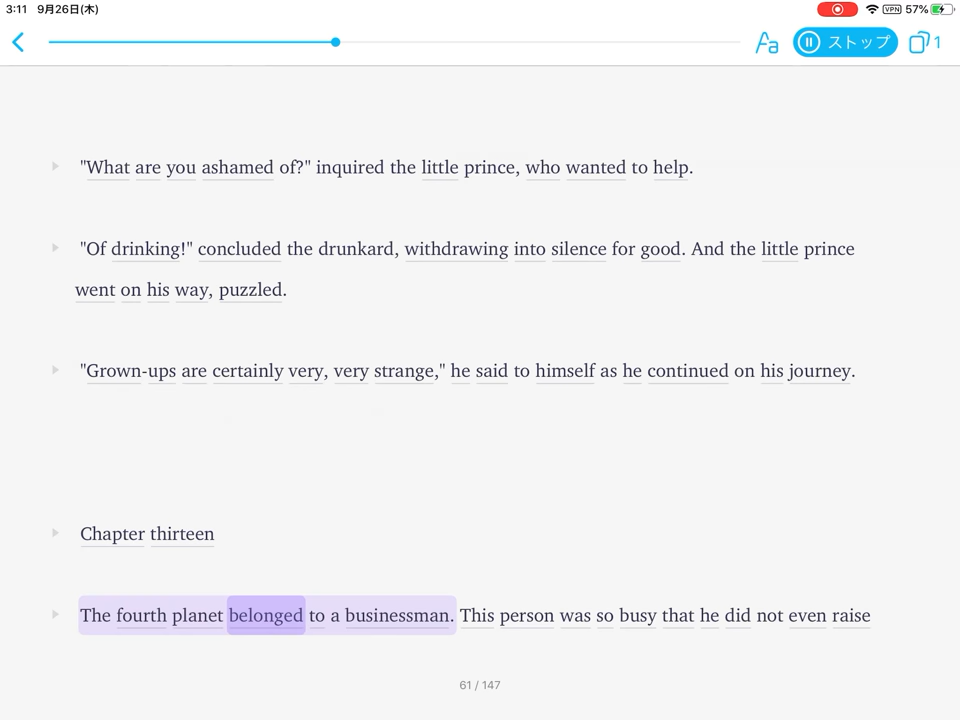 3:11 9月26日(木) VPN 57%
Aa ストップ 1
"What are you ashamed of?" inquired the little prince, who wanted to help.
"Of drinking!" concluded the drunkard, withdrawing into silence for good. And the little prince
went on his way, puzzled.
"Grown-ups are certainly very, very strange," he said to himself as he continued on his journey.
Chapter thirteen
The fourth planet belonged to a businessman. This person was so busy that he did not even raise
61 / 147